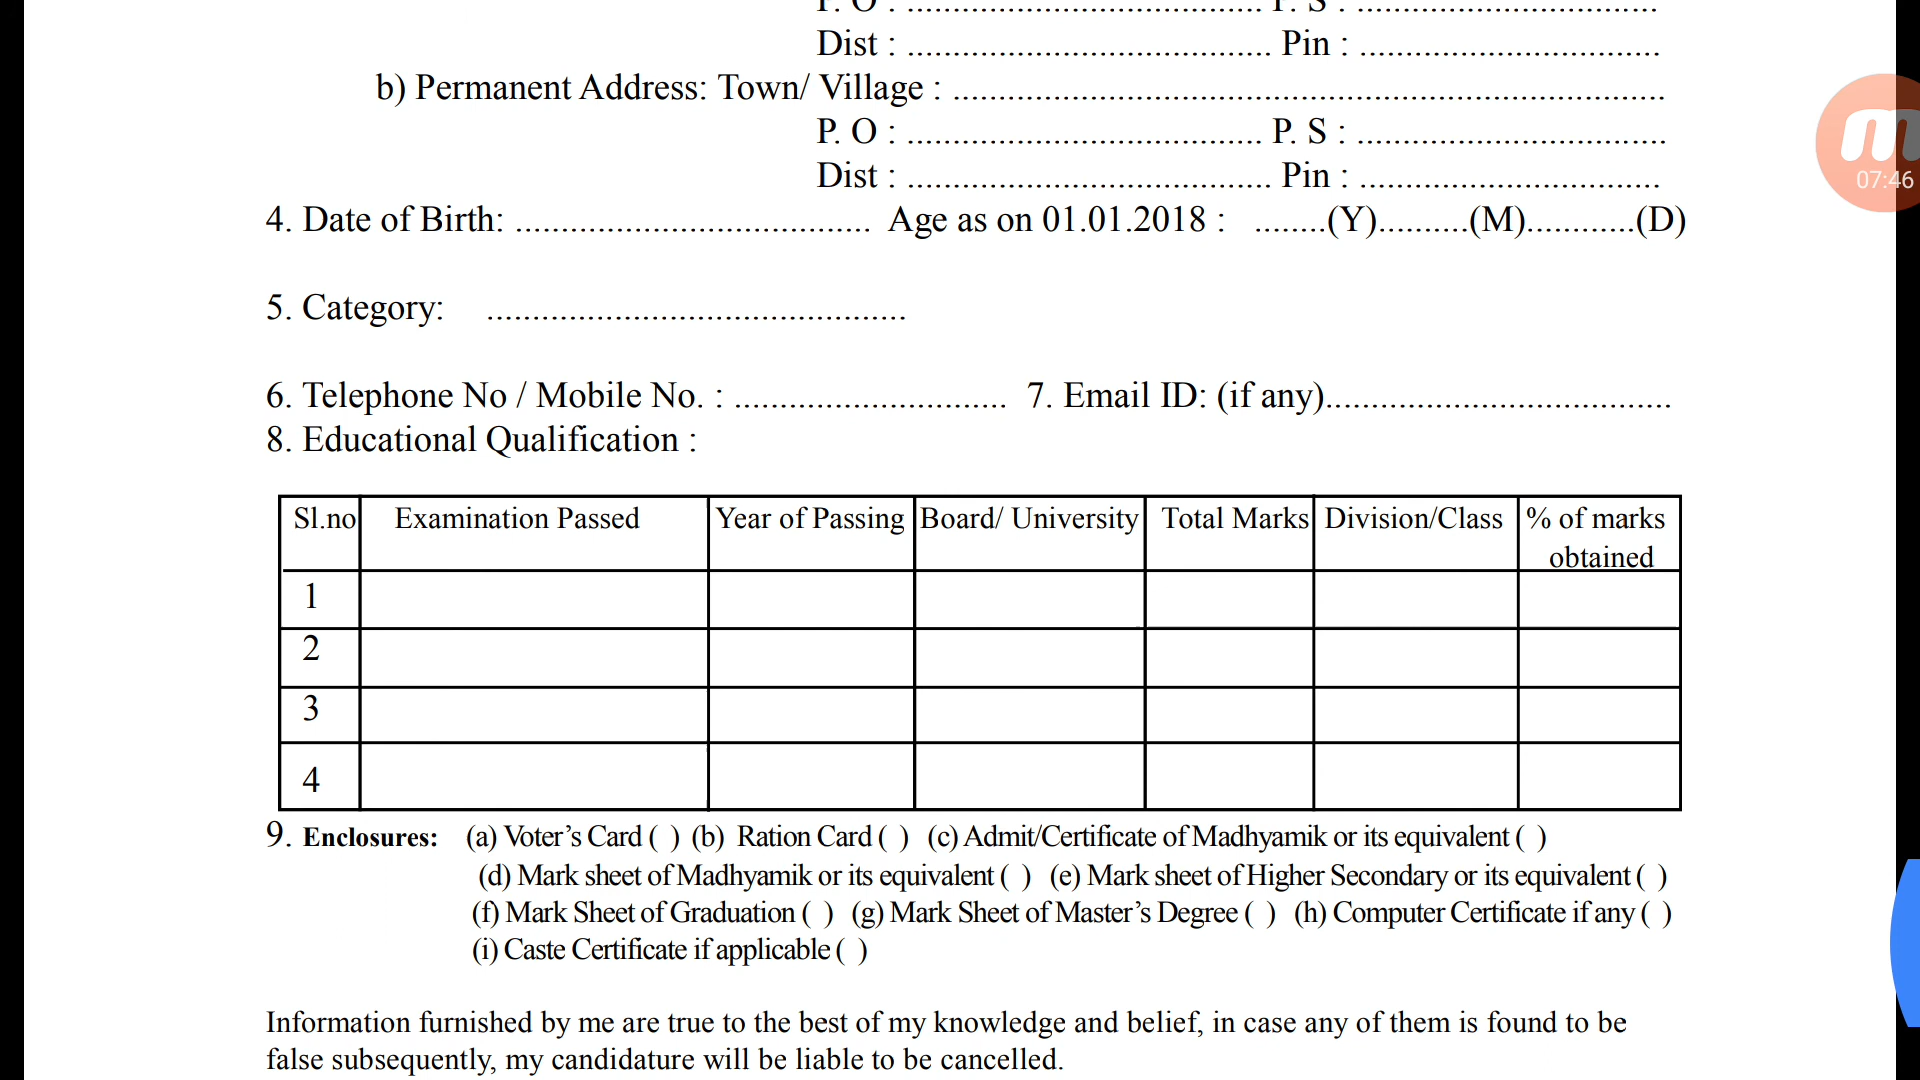 P. O : ....................................... P. S : .................................
Dist : ........................................ Pin : .................................
b) Permanent Address: Town/ Village : .............................................................................
P. O : ....................................... P. S : ..................................
Dist : ........................................ Pin : .................................
4. Date of Birth: ....................................... Age as on 01.01.2018 : ........(Y)..........(M)............(D)
5. Category: ..............................................
6. Telephone No / Mobile No. : .............................. 7. Email ID: (if any)......................................
8. Educational Qualification :
Sl.no Examination Passed Year of Passing Board/ University Total Marks Division/Class % of marks
obtained
1
2
3
4
9. Enclosures: (a) Voter’s Card ( ) (b) Ration Card ( ) (c) Admit/Certificate of Madhyamik or its equivalent ( )
(d) Mark sheet of Madhyamik or its equivalent ( ) (e) Mark sheet of Higher Secondary or its equivalent ( )
(f) Mark Sheet of Graduation ( ) (g) Mark Sheet of Master’s Degree ( ) (h) Computer Certificate if any ( )
(i) Caste Certificate if applicable ( )
Information furnished by me are true to the best of my knowledge and belief, in case any of them is found to be
false subsequently, my candidature will be liable to be cancelled.
m
07:46